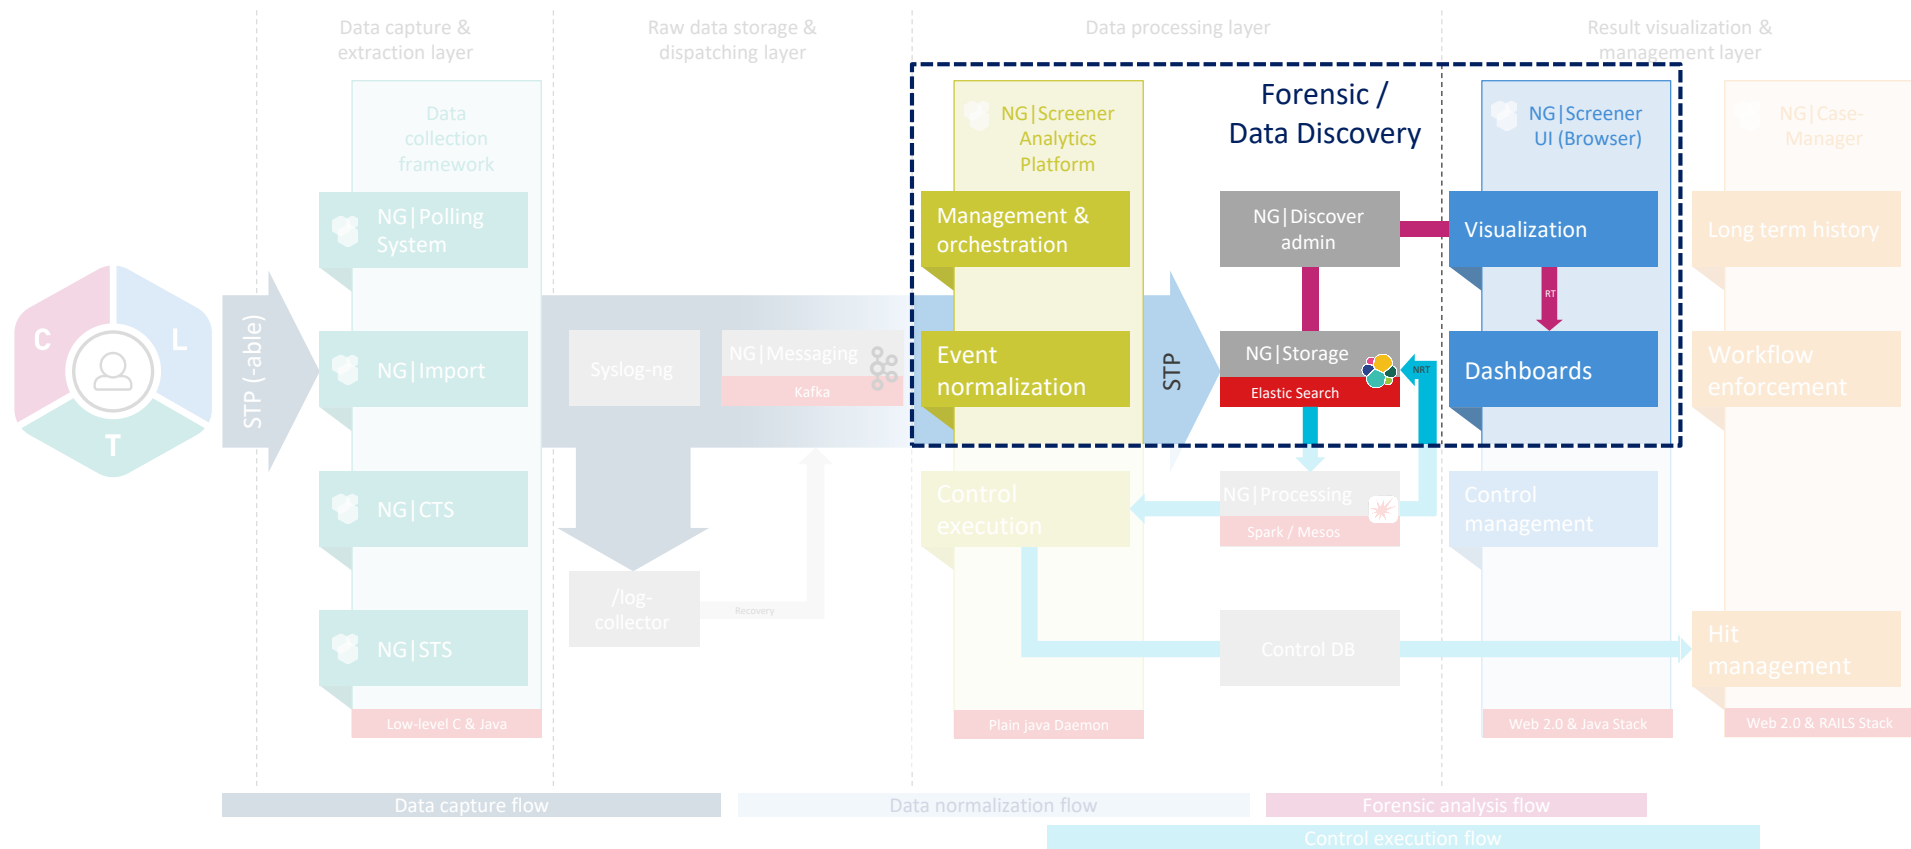 Data capture &
extraction layer
Raw data storage &
dispatching layer
Data processing layer
Result visualization &
management layer
Data
collection
framework
NG|Screener
Analytics
Platform
Forensic /
Data Discovery
NG|Screener
UI (Browser)
NG|Case-
Manager
NG|Polling
System
Management &
orchestration
NG|Discover
admin
Visualization
Long term history
RT
C
L
T
STP (-able)
NG|Import
Syslog-ng
NG|Messaging
Kafka
Event
normalization
STP
NG|Storage
Elastic Search
NRT
Dashboards
Workflow
enforcement
NG|CTS
Control
execution
NG|Processing
Spark / Mesos
Control
management
/log-
collector
Recovery
NG|STS
Control DB
Hit
management
Low-level C & Java
Plain java Daemon
Web 2.0 & Java Stack
Web 2.0 & RAILS Stack
Data capture flow
Data normalization flow
Forensic analysis flow
Control execution flow